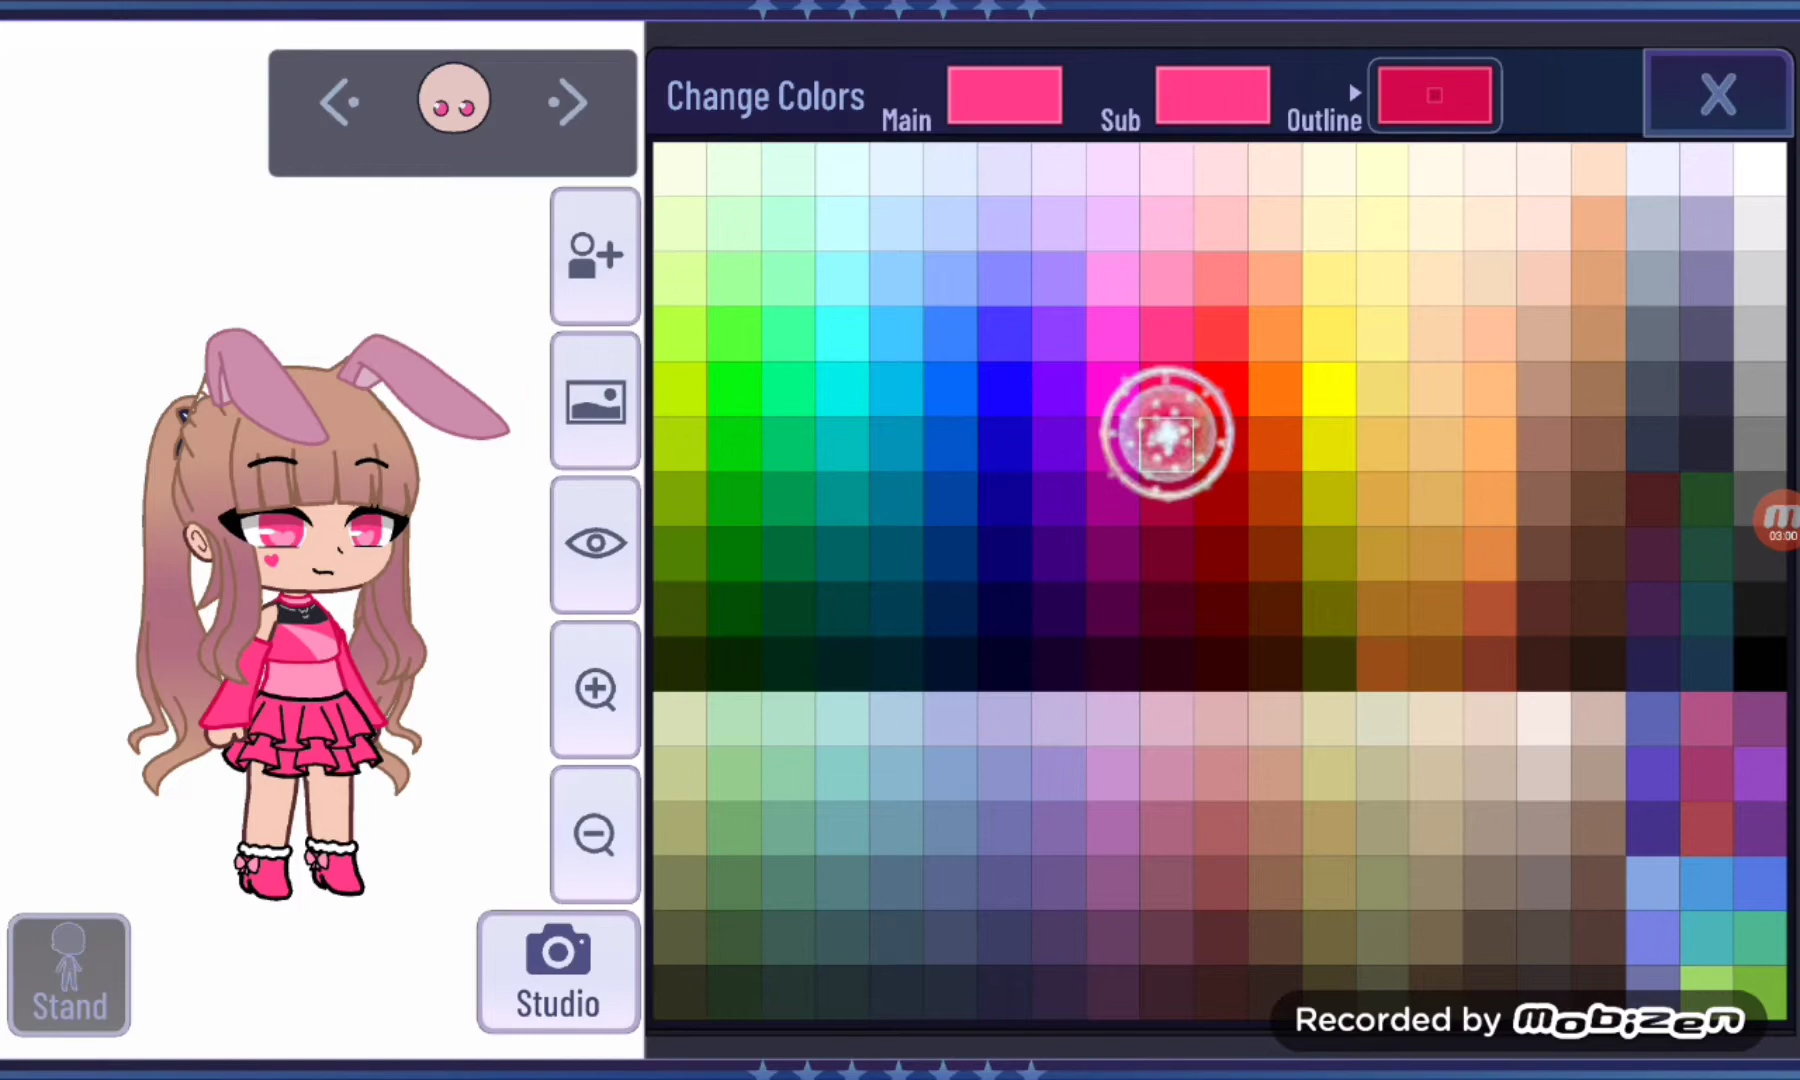 Change Colors
Main
Sub
Outline
X
03:00
Stand
Studio
Recorded by mobizen